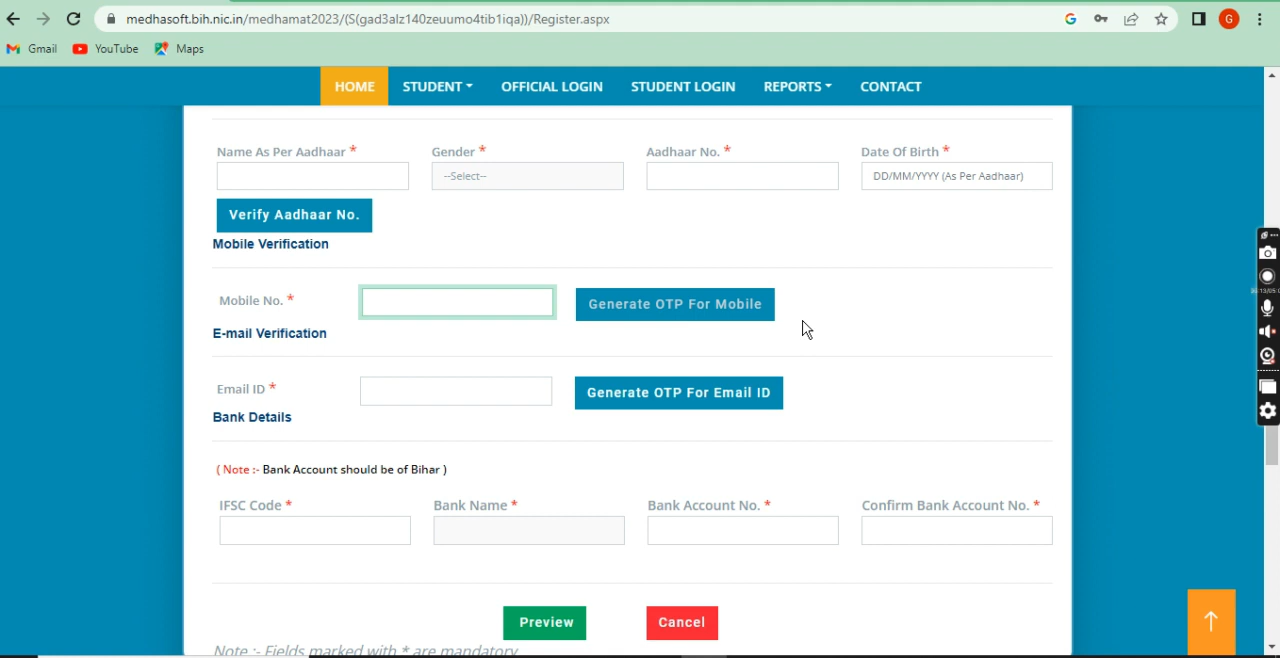 medhasoft.bih.nic.in/medhamat2023/(S(gad3alz140zeuumo4tib1iqa))/Register.aspx
G
Gmail YouTube Maps
HOME STUDENT OFFICIAL LOGIN STUDENT LOGIN REPORTS CONTACT
Name As Per Aadhaar * Gender * Aadhaar No. * Date Of Birth *
--Select-- DD/MM/YYYY (As Per Aadhaar)
Verify Aadhaar No.
Mobile Verification
Mobile No. * Generate OTP For Mobile
E-mail Verification
Email ID * Generate OTP For Email ID
Bank Details
( Note :- Bank Account should be of Bihar )
IFSC Code * Bank Name * Bank Account No. * Confirm Bank Account No. *
Preview Cancel
Note :- Fields marked with * are mandatory